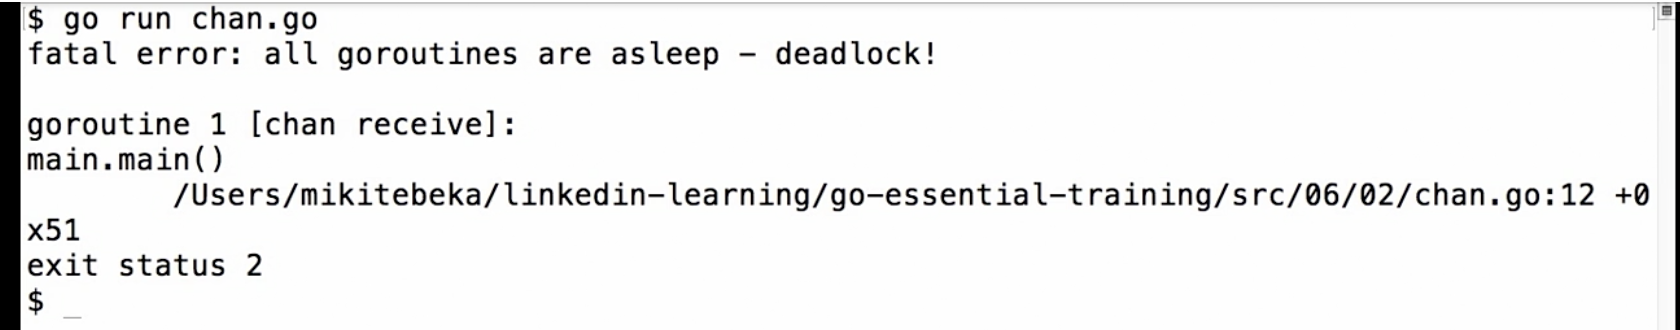 $ go run chan.go
fatal error: all goroutines are asleep – deadlock!
goroutine 1 [chan receive]:
main.main()
/Users/mikitebeka/linkedin-learning/go-essential-training/src/06/02/chan.go:12 +0
x51
exit status 2
$ _